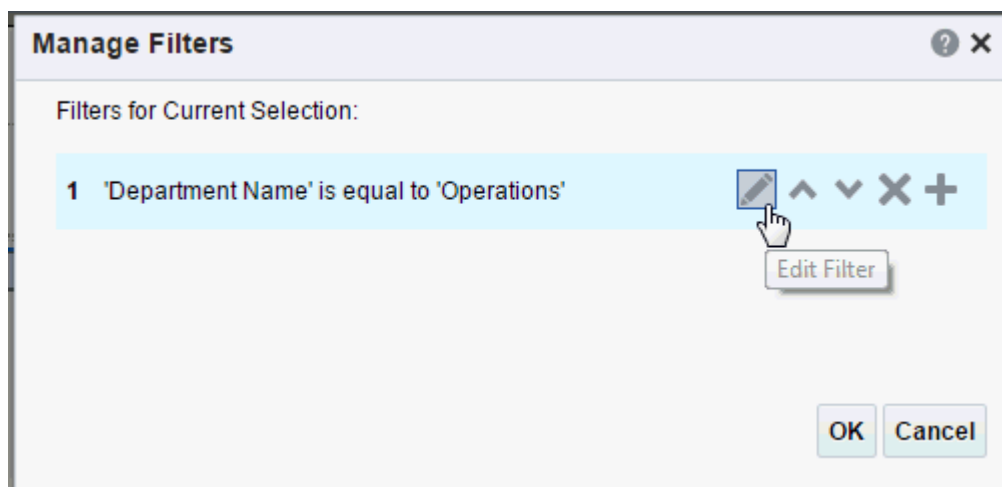 Manage Filters
Filters for Current Selection:
1 'Department Name' is equal to 'Operations'
Edit Filter
OK Cancel